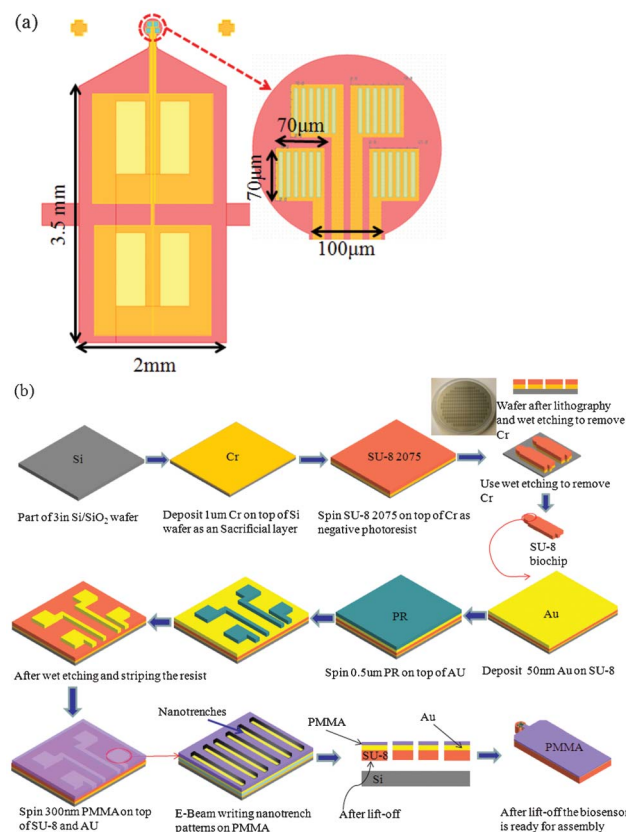 (a)
70μm
70μm
100μm
3.5 mm
2mm
(b)
Si
Cr
SU-8 2075
Wafer after lithography
and wet etching to remove
Cr
Use wet etching to remove
Cr
Part of 3in Si/SiO2 wafer
Deposit 1um Cr on top of Si
wafer as an Sacrificial layer
Spin SU-8 2075 on top of Cr as
negative photoresist
SU-8
biochip
PR
Au
After wet etching and striping the resist
Spin 0.5um PR on top of AU
Deposit 50nm Au on SU-8
Nanotrenches
PMMA
Au
SU-8
Si
PMMA
Spin 300nm PMMA on top
of SU-8 and AU
E-Beam writing nanotrench
patterns on PMMA
After lift-off
After lift-off the biosensor
is ready for assembly